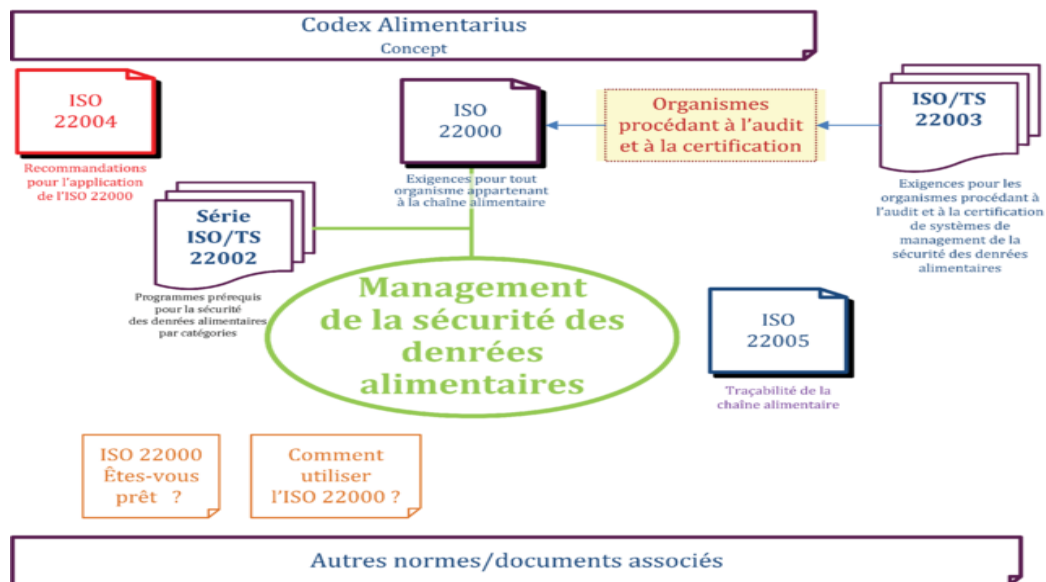 Codex Alimentarius
Concept
ISO
22004
Recommandations
pour l'application
de l'ISO 22000
ISO
22000
Exigences pour tout
organisme appartenant
à la chaîne alimentaire
Organismes
procédant à l'audit
et à la certification
ISO/TS
22003
Exigences pour les
organismes procédant à
l'audit et à la certification
de systèmes de
management de la
sécurité des denrées
alimentaires
Série
ISO/TS
22002
Programmes prérequis
pour la sécurité
des denrées alimentaires
par catégories
Management
de la sécurité des
denrées
alimentaires
ISO
22005
Traçabilité de la
chaîne alimentaire
ISO 22000
Êtes-vous
prêt ?
Comment
utiliser
l'ISO 22000 ?
Autres normes/documents associés